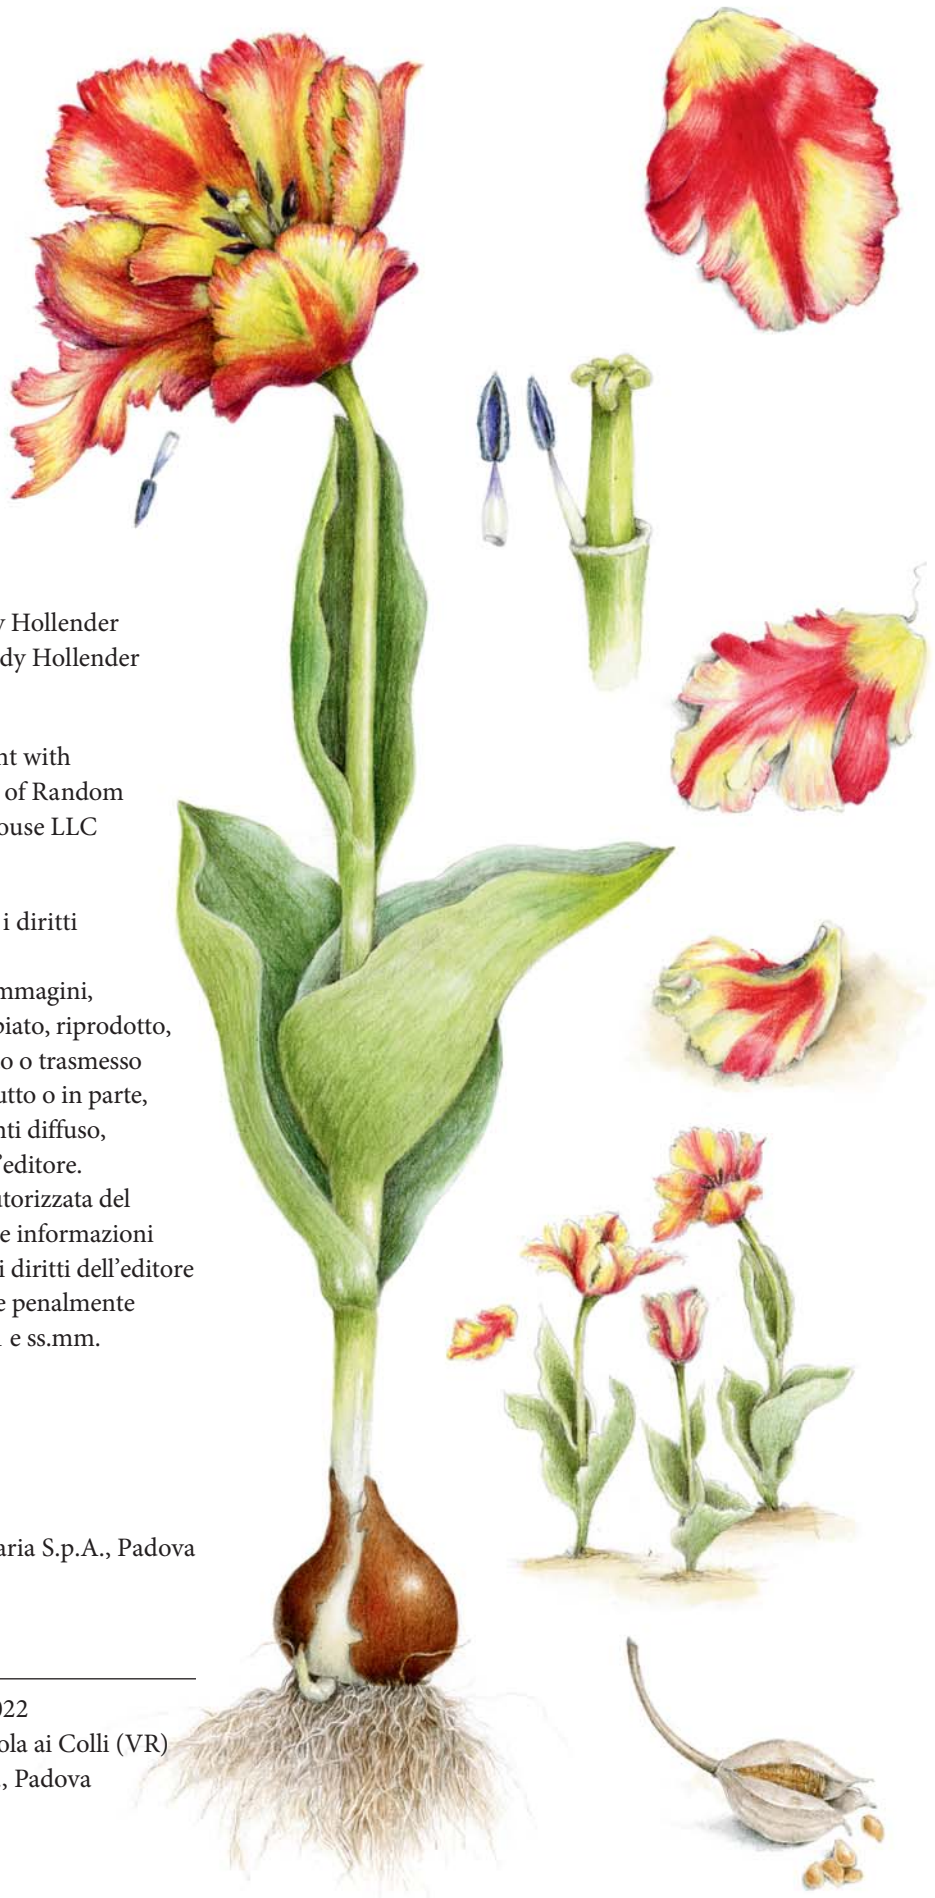 y Hollender
dy Hollender
nt with
of Random
ouse LLC
i diritti
mmagini,
piato, riprodotto,
o o trasmesso
utto o in parte,
nti diffuso,
l’editore.
utorizzata del
e informazioni
i diritti dell’editore
e penalmente
e ss.mm.
aria S.p.A., Padova
022
ola ai Colli (VR)
., Padova